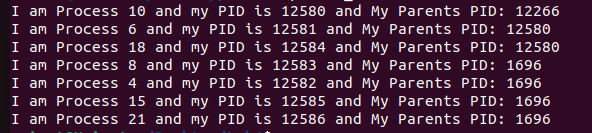 I am Process 10 and my PID is 12580 and My Parents PID: 12266
I am Process 6 and my PID is 12581 and My Parents PID: 12580
I am Process 18 and my PID is 12584 and My Parents PID: 12580
I am Process 8 and my PID is 12583 and My Parents PID: 1696
I am Process 4 and my PID is 12582 and My Parents PID: 1696
I am Process 15 and my PID is 12585 and My Parents PID: 1696
I am Process 21 and my PID is 12586 and My Parents PID: 1696